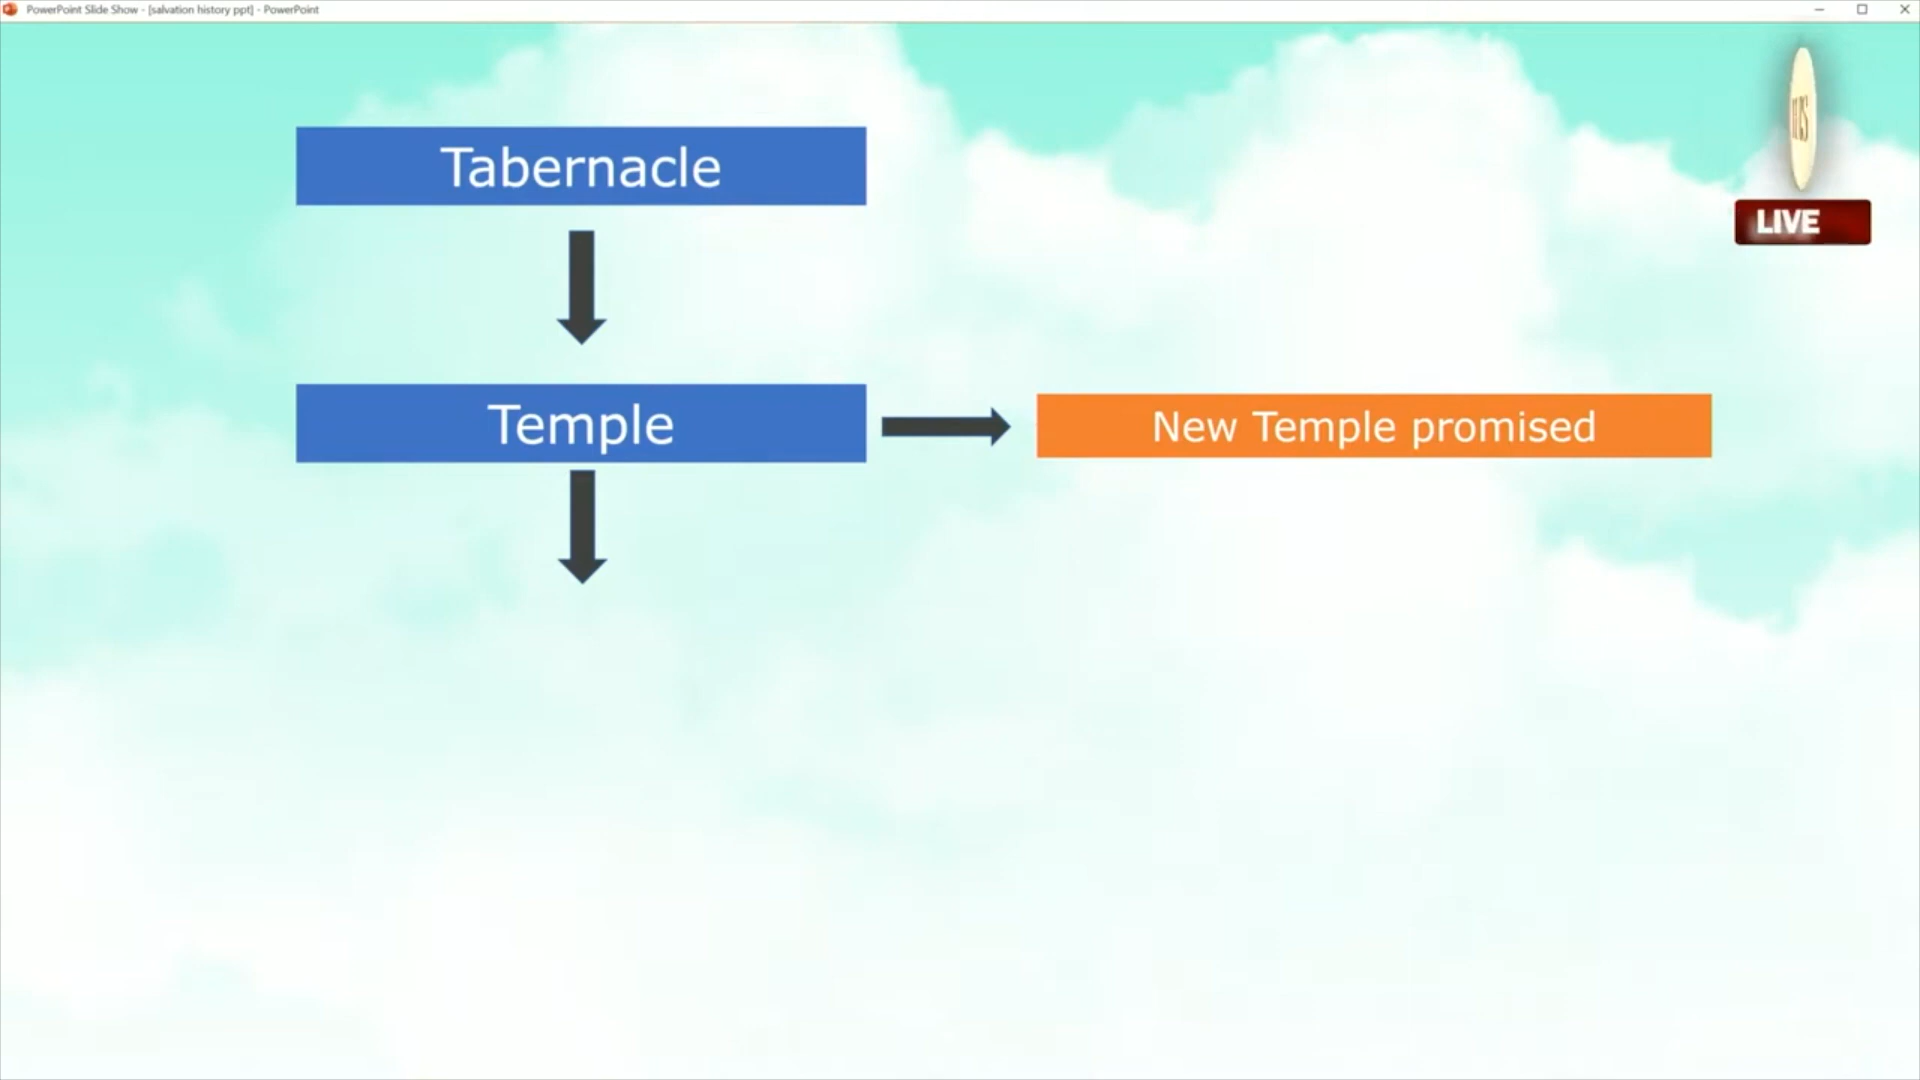 PowerPoint Slide Show - [salvation history ppt] - PowerPoint
Tabernacle
LIVE
Temple
New Temple promised